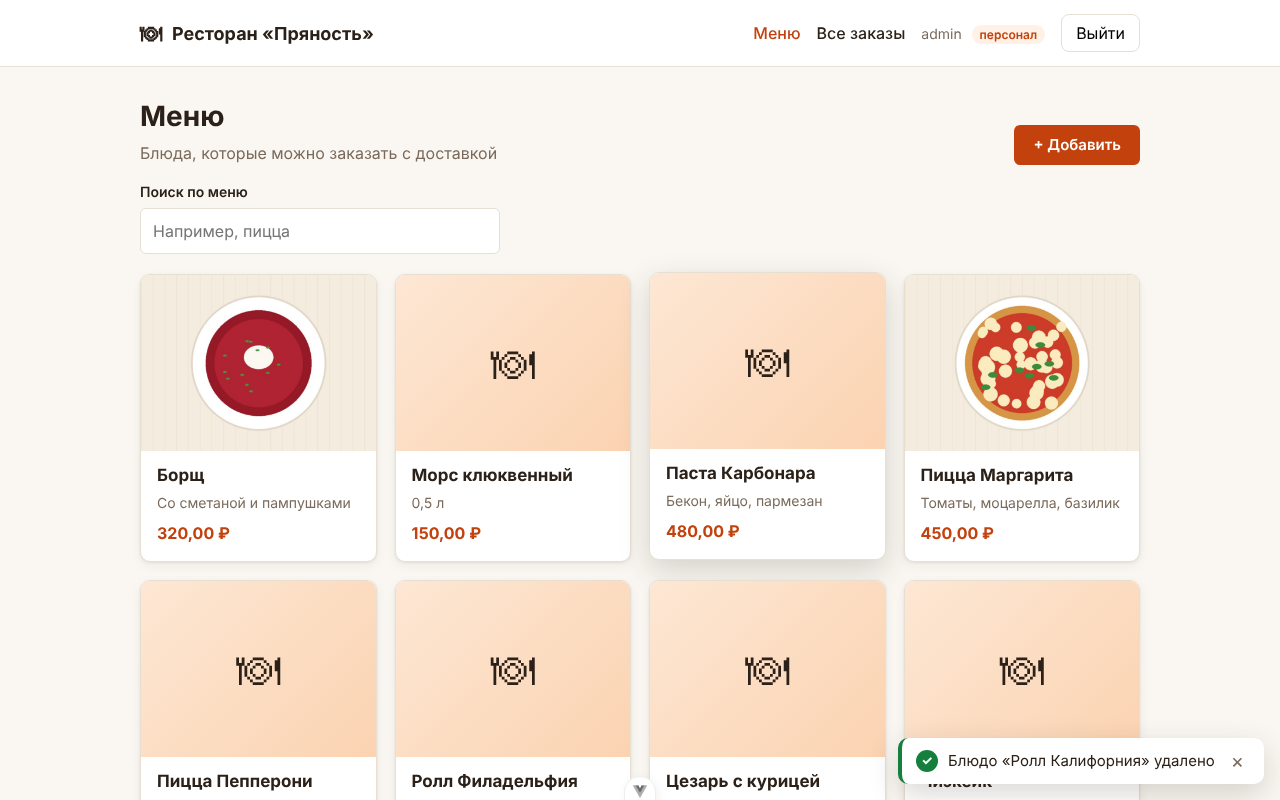 Ресторан «Пряность»
Меню
Все заказы
admin
персонал
Выйти
Меню
Блюда, которые можно заказать с доставкой
+ Добавить
Поиск по меню
Например, пицца
Борщ
Со сметаной и пампушками
320,00 ₽
Морс клюквенный
0,5 л
150,00 ₽
Паста Карбонара
Бекон, яйцо, пармезан
480,00 ₽
Пицца Маргарита
Томаты, моцарелла, базилик
450,00 ₽
Пицца Пепперони
Ролл Филадельфия
Цезарь с курицей
Блюдо «Ролл Калифорния» удалено